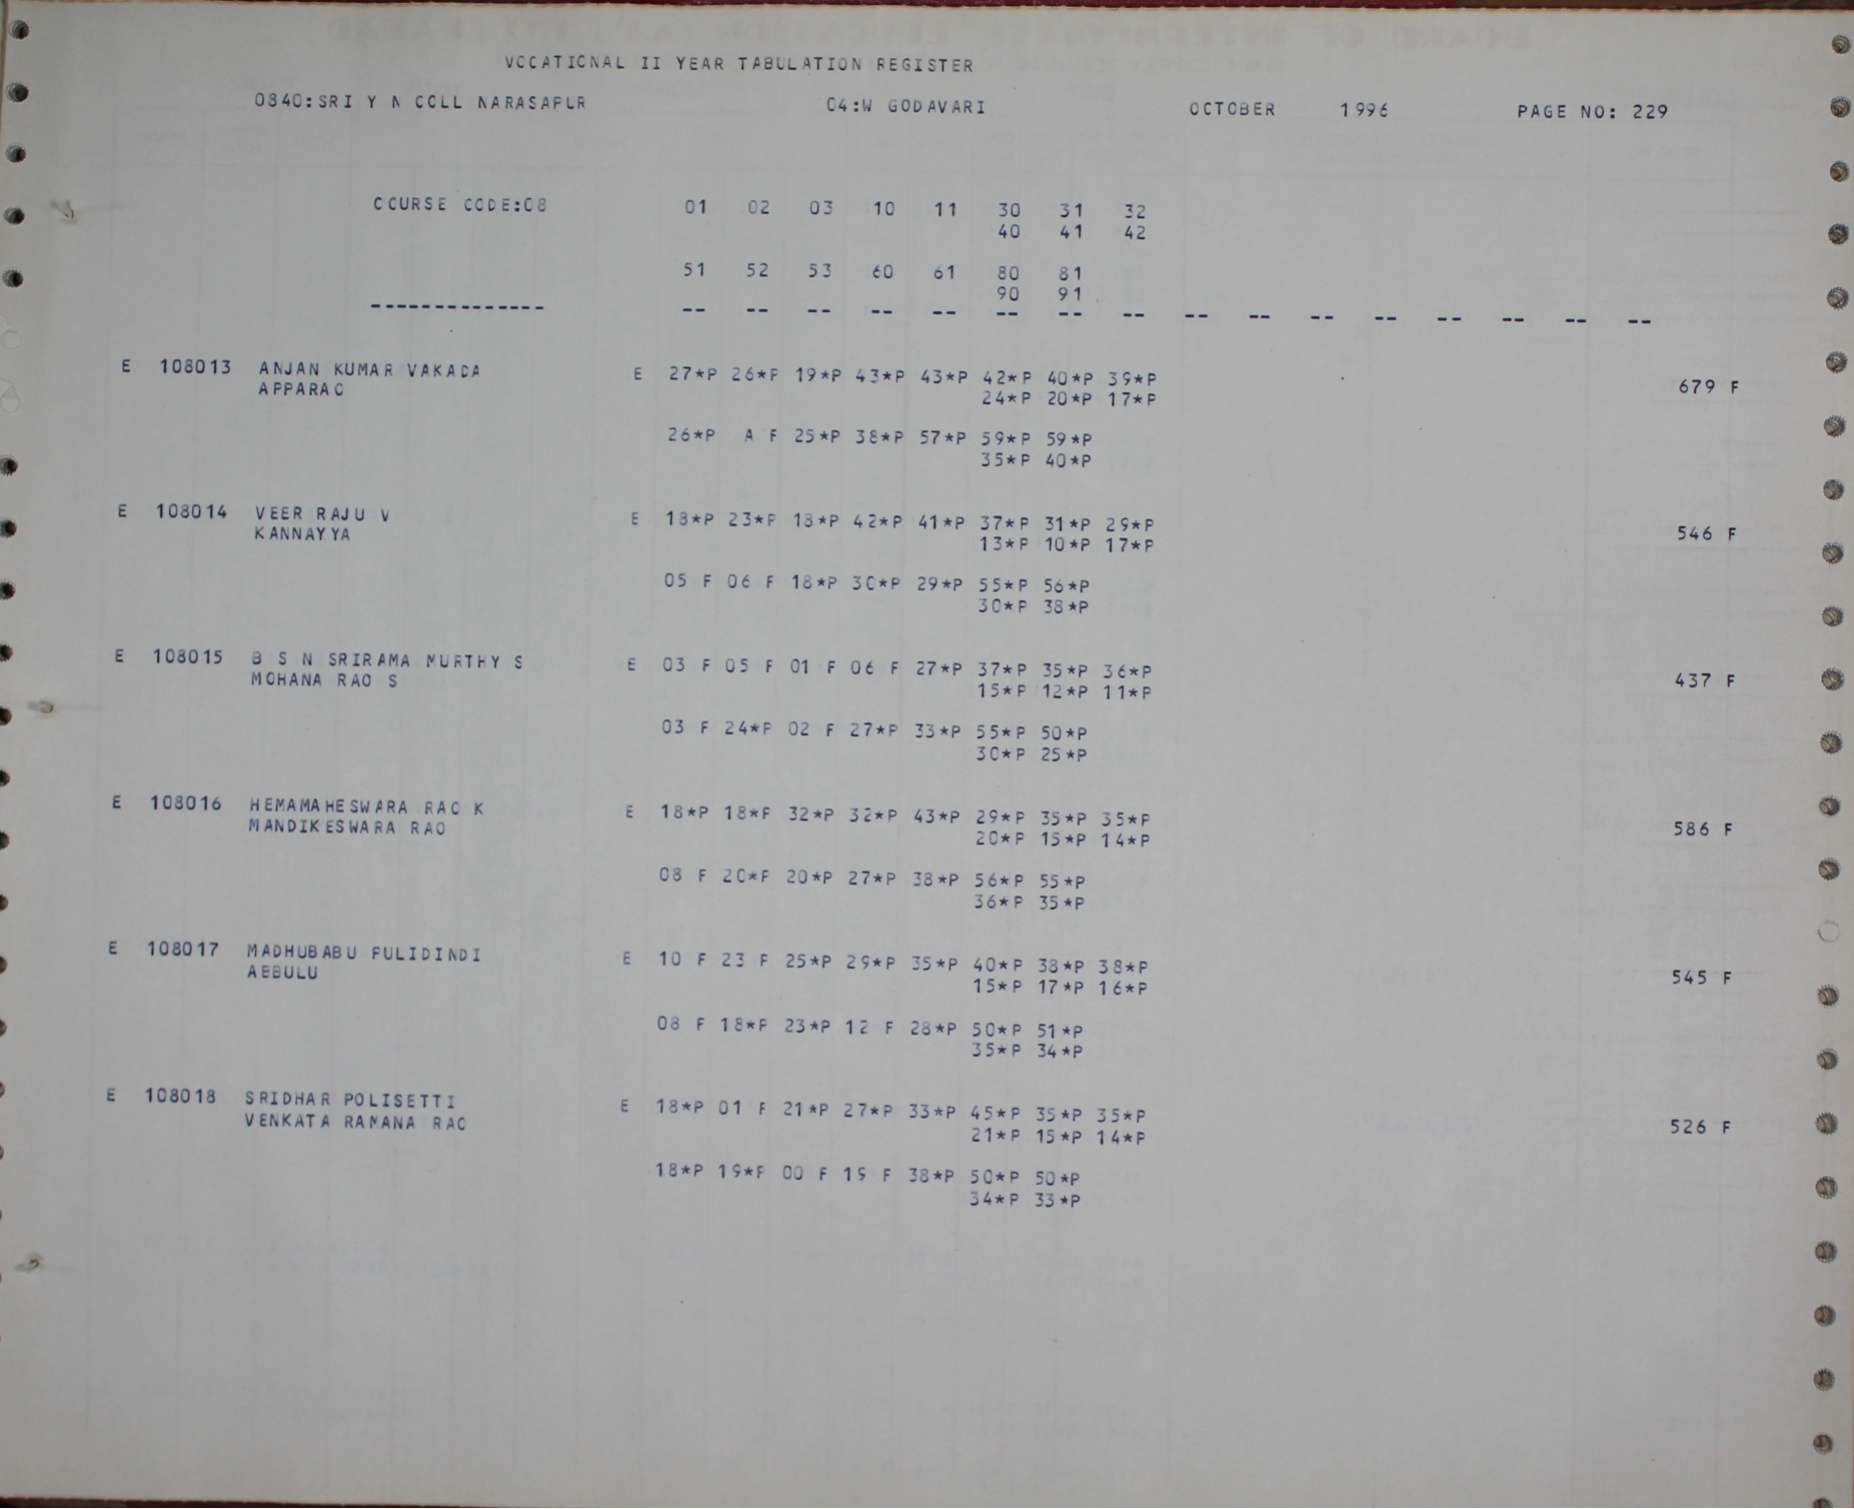 VOCATIONAL II YEAR TABULATION REGISTER
0840:SRI Y N COLL NARASAPUR 04:W GODAVARI OCTOBER 1996 PAGE NO: 229
COURSE CODE:08 01 02 03 10 11 30 31 32
40 41 42
51 52 53 60 61 80 81
90 91
-------------- -- -- -- -- -- -- -- -- -- -- -- -- -- -- -- --
E 108013 ANJAN KUMAR VAKADA E 27*P 26*P 19*P 43*P 43*P 42*P 40*P 39*P
APPARAO 24*P 20*P 17*P 679 F
26*P A F 25*P 38*P 57*P 59*P 59*P
35*P 40*P
E 108014 VEER RAJU V E 18*P 23*P 18*P 42*P 41*P 37*P 31*P 29*P
KANNAYYA 13*P 10*P 17*P 546 F
05 F 06 F 18*P 30*P 29*P 55*P 56*P
30*P 38*P
E 108015 B S N SRIRAMA MURTHY S E 03 F 05 F 01 F 06 F 27*P 37*P 35*P 36*P
MOHANA RAO S 15*P 12*P 11*P 437 F
03 F 24*P 02 F 27*P 33*P 55*P 50*P
30*P 25*P
E 108016 HEMAMAHESWARA RAO K E 18*P 18*P 32*P 32*P 43*P 29*P 35*P 35*P
MANDIKESWARA RAO 20*P 15*P 14*P 586 F
08 F 20*P 20*P 27*P 38*P 56*P 55*P
36*P 35*P
E 108017 MADHUBABU PULIDINDI E 10 F 23 F 25*P 29*P 35*P 40*P 38*P 38*P
ABBULU 15*P 17*P 16*P 545 F
08 F 18*P 23*P 12 F 28*P 50*P 51*P
35*P 34*P
E 108018 SRIDHAR POLISETTI E 18*P 01 F 21*P 27*P 33*P 45*P 35*P 35*P
VENKATA RAMANA RAO 21*P 15*P 14*P 526 F
18*P 19*P 00 F 19 F 38*P 50*P 50*P
34*P 33*P